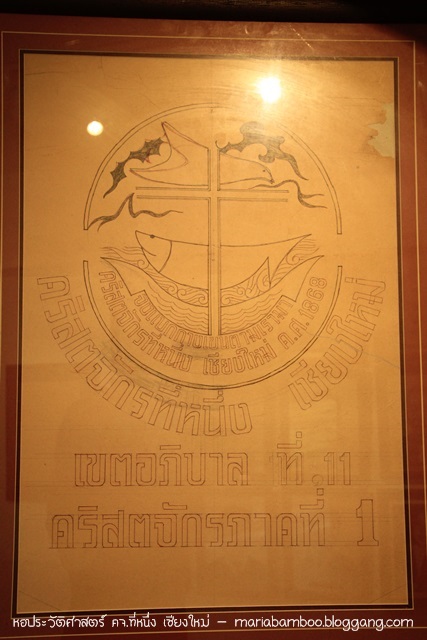 คริสตจักรที่หนึ่ง เชียงใหม่ ค.ศ.1868
คริสตจักรที่หนึ่ง เชียงใหม่
เขตอภิบาล ที่ 11
คริสตจักรภาคที่ 1
หอประวัติศาสตร์ คจ.ที่หนึ่ง เชียงใหม่ – mariabamboo.bloggang.com